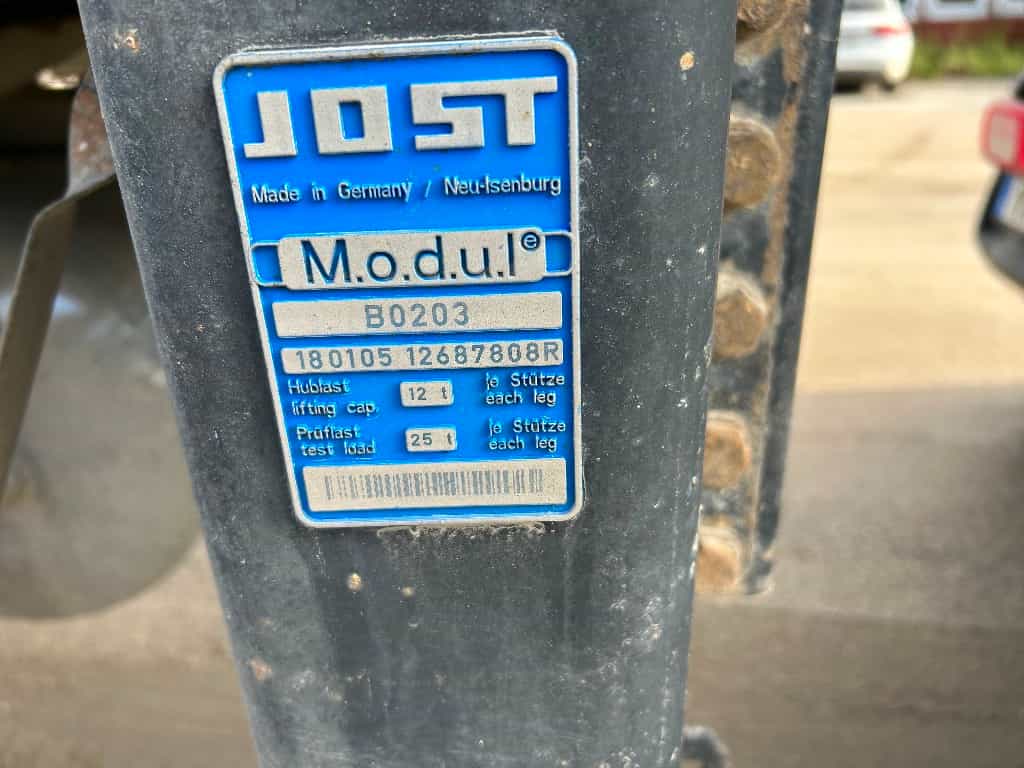 JOST
Made in Germany / Neu-Isenburg
M.o.d.u.l e
B0203
180105 12687808R
Hublast 12 t je Stütze
lifting cap. each leg
Prüflast 25 t je Stütze
test load each leg